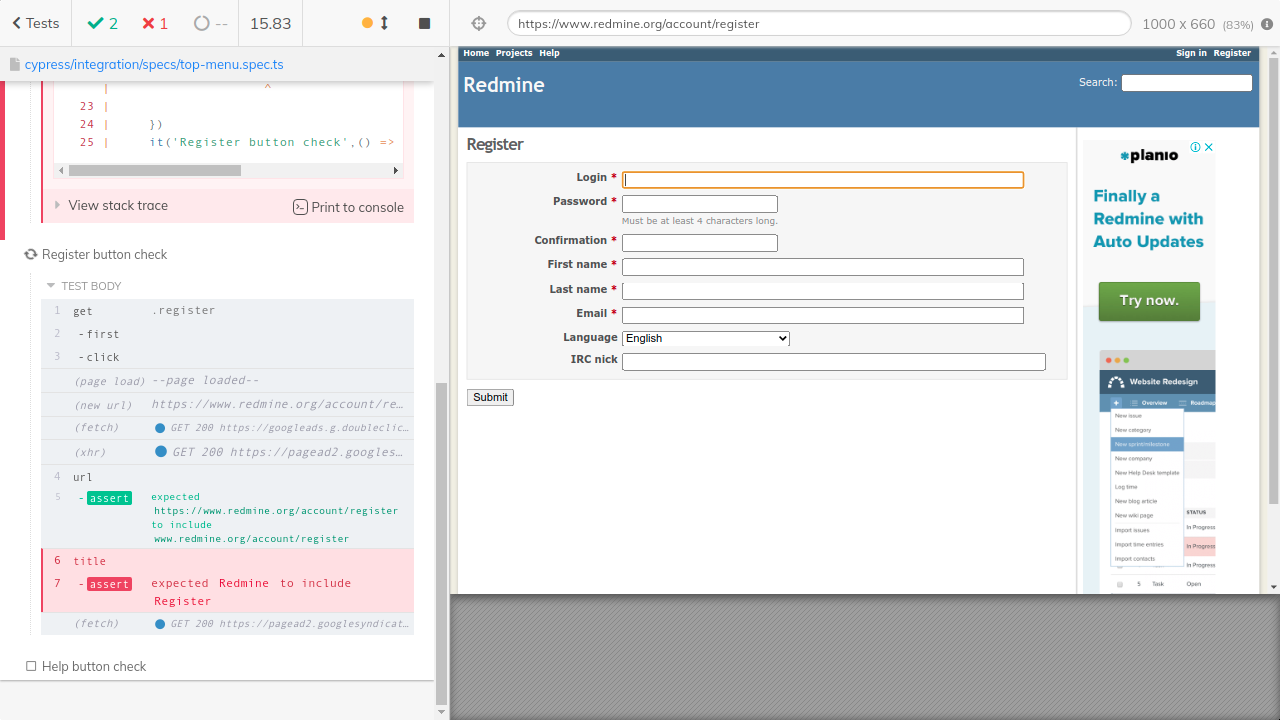 Tests
2
1
--
15.83
https://www.redmine.org/account/register
1000 x 660 (83%)
cypress/integration/specs/top-menu.spec.ts
| ^
23 |
24 | })
25 | it('Register button check',() =>
View stack trace
Print to console
Register button check
TEST BODY
1 get .register
2 -first
3 -click
(page load) --page loaded--
(new url) https://www.redmine.org/account/re…
(fetch) GET 200 https://googleads.g.doubleclic…
(xhr) GET 200 https://pagead2.googles…
4 url
5 -assert expected
https://www.redmine.org/account/register
to include
www.redmine.org/account/register
6 title
7 -assert expected Redmine to include
Register
(fetch) GET 200 https://pagead2.googlesyndicat…
Help button check
Home Projects Help
Sign in Register
Redmine
Search:
Register
Login *
Password *
Must be at least 4 characters long.
Confirmation *
First name *
Last name *
Email *
Language English
IRC nick
Submit
planio
Finally a
Redmine with
Auto Updates
Try now.
Website Redesign
Overview Roadmap
New issue
New category
New sprint/milestone
New company
New Help Desk template
Log time
New blog article
New wiki page
STATUS
Import issues
In Progress
Import time entries
In Progress
Import contacts
In Progress
5 Task Open